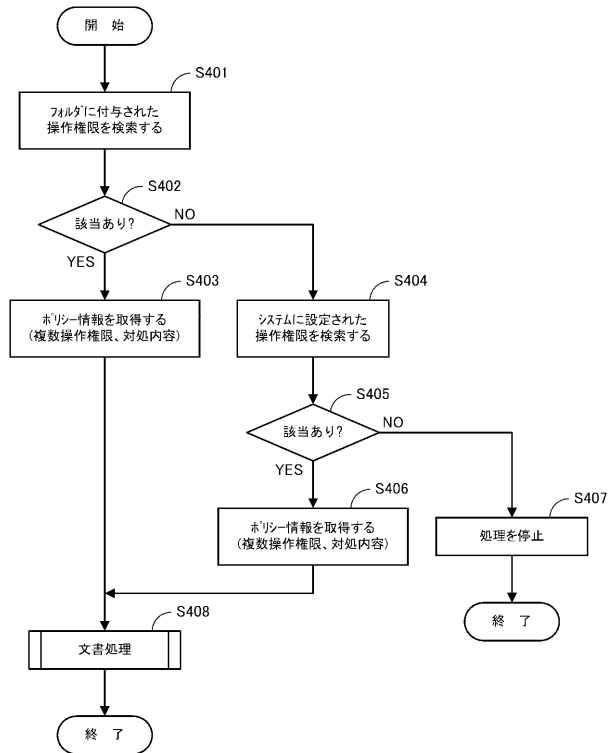 開　始
S401
フォルダに付与された
操作権限を検索する
S402
該当あり?
NO
YES
S403
ポリシー情報を取得する
(複数操作権限、対処内容)
S404
システムに設定された
操作権限を検索する
S405
該当あり?
NO
YES
S406
ポリシー情報を取得する
(複数操作権限、対処内容)
S407
処理を停止
終　了
S408
文書処理
終　了